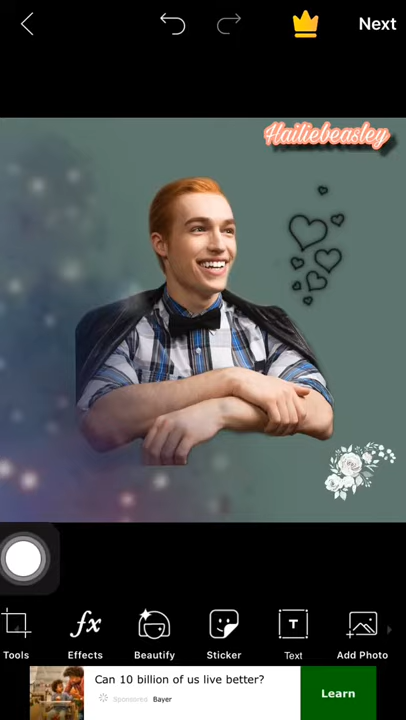 Next
Hailiebeasley
Tools
Effects
Beautify
Sticker
Text
Add Photo
Can 10 billion of us live better?
Sponsored Bayer
Learn